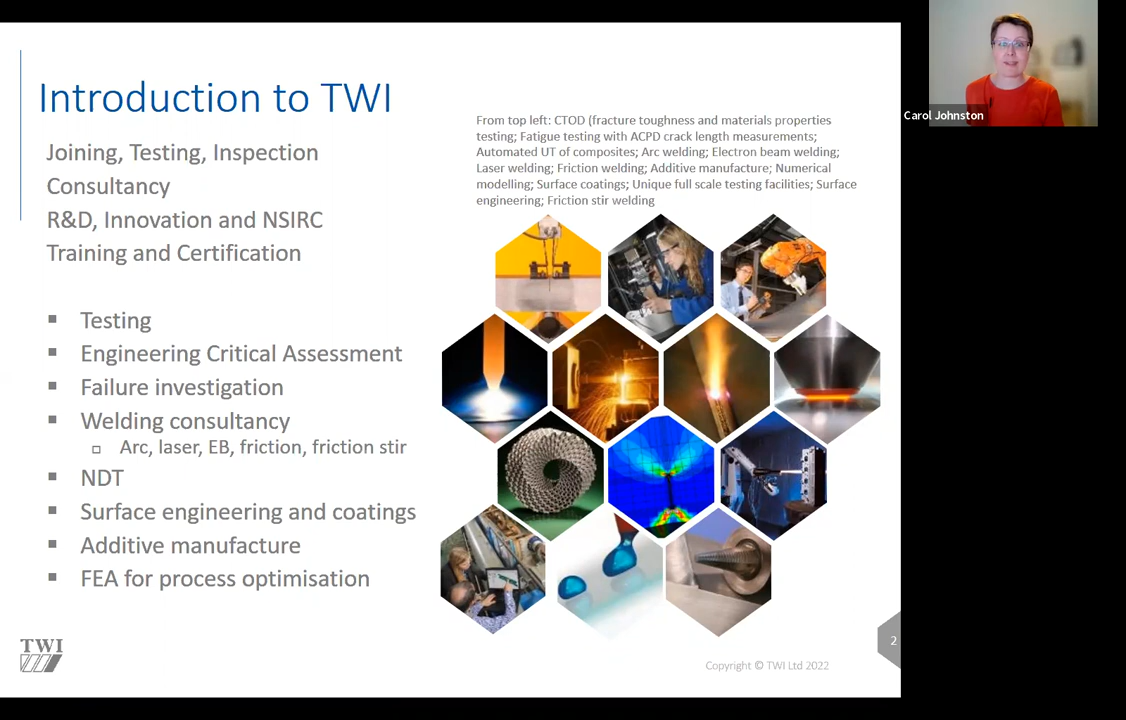 Introduction to TWI
Joining, Testing, Inspection
Consultancy
R&D, Innovation and NSIRC
Training and Certification
Testing
Engineering Critical Assessment
Failure investigation
Welding consultancy
Arc, laser, EB, friction, friction stir
NDT
Surface engineering and coatings
Additive manufacture
FEA for process optimisation
From top left: CTOD (fracture toughness and materials properties
testing; Fatigue testing with ACPD crack length measurements;
Automated UT of composites; Arc welding; Electron beam welding;
Laser welding; Friction welding; Additive manufacture; Numerical
modelling; Surface coatings; Unique full scale testing facilities; Surface
engineering; Friction stir welding
TWI
Copyright © TWI Ltd 2022
2
Carol Johnston